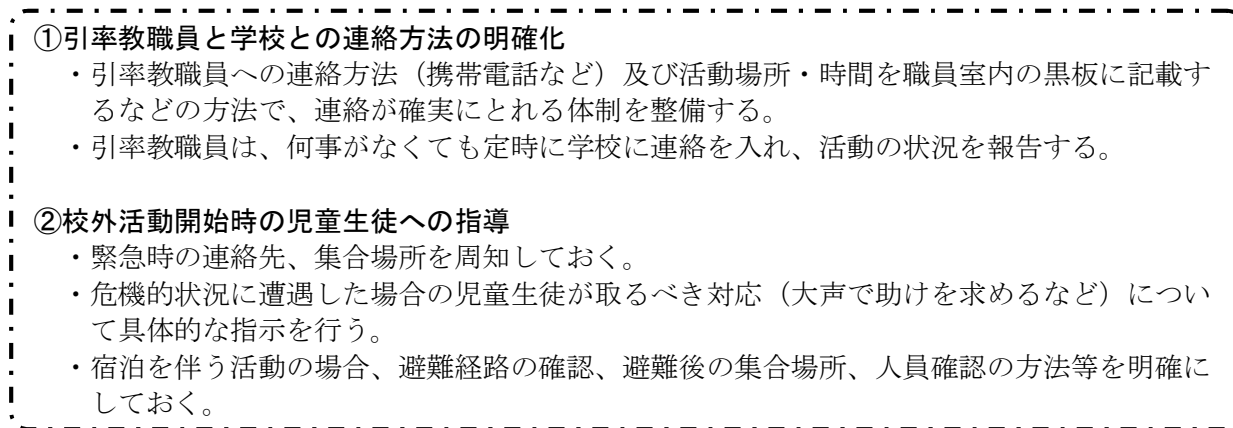 ①引率教職員と学校との連絡方法の明確化
・引率教職員への連絡方法（携帯電話など）及び活動場所・時間を職員室内の黒板に記載す
るなどの方法で、連絡が確実にとれる体制を整備する。
・引率教職員は、何事がなくても定時に学校に連絡を入れ、活動の状況を報告する。
②校外活動開始時の児童生徒への指導
・緊急時の連絡先、集合場所を周知しておく。
・危機的状況に遭遇した場合の児童生徒が取るべき対応（大声で助けを求めるなど）につい
て具体的な指示を行う。
・宿泊を伴う活動の場合、避難経路の確認、避難後の集合場所、人員確認の方法等を明確に
しておく。